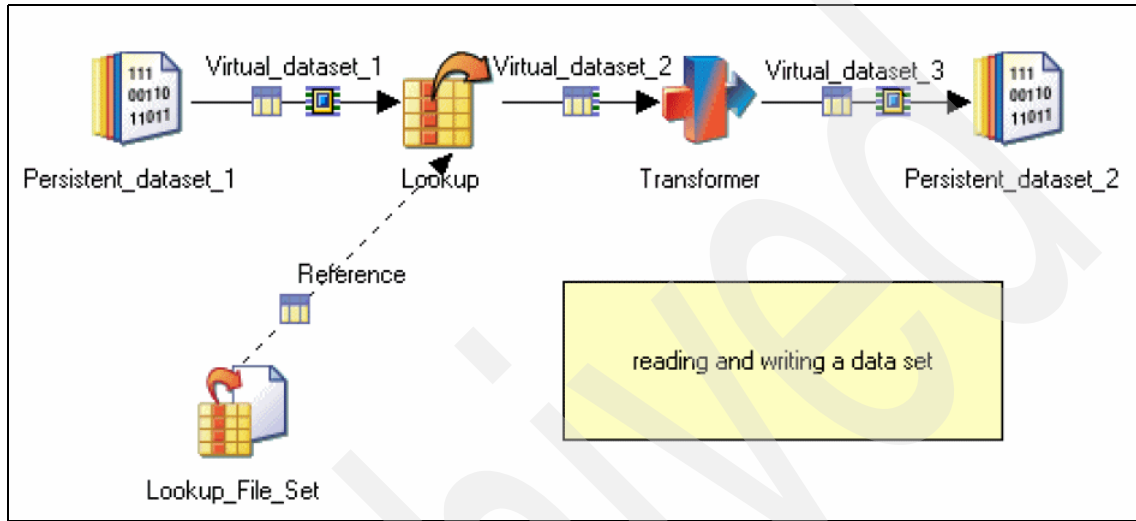 Virtual_dataset_1
Virtual_dataset_2
Virtual_dataset_3
111
00110
11011
111
00110
11011
Persistent_dataset_1
Lookup
Transformer
Persistent_dataset_2
Reference
reading and writing a data set
Lookup_File_Set